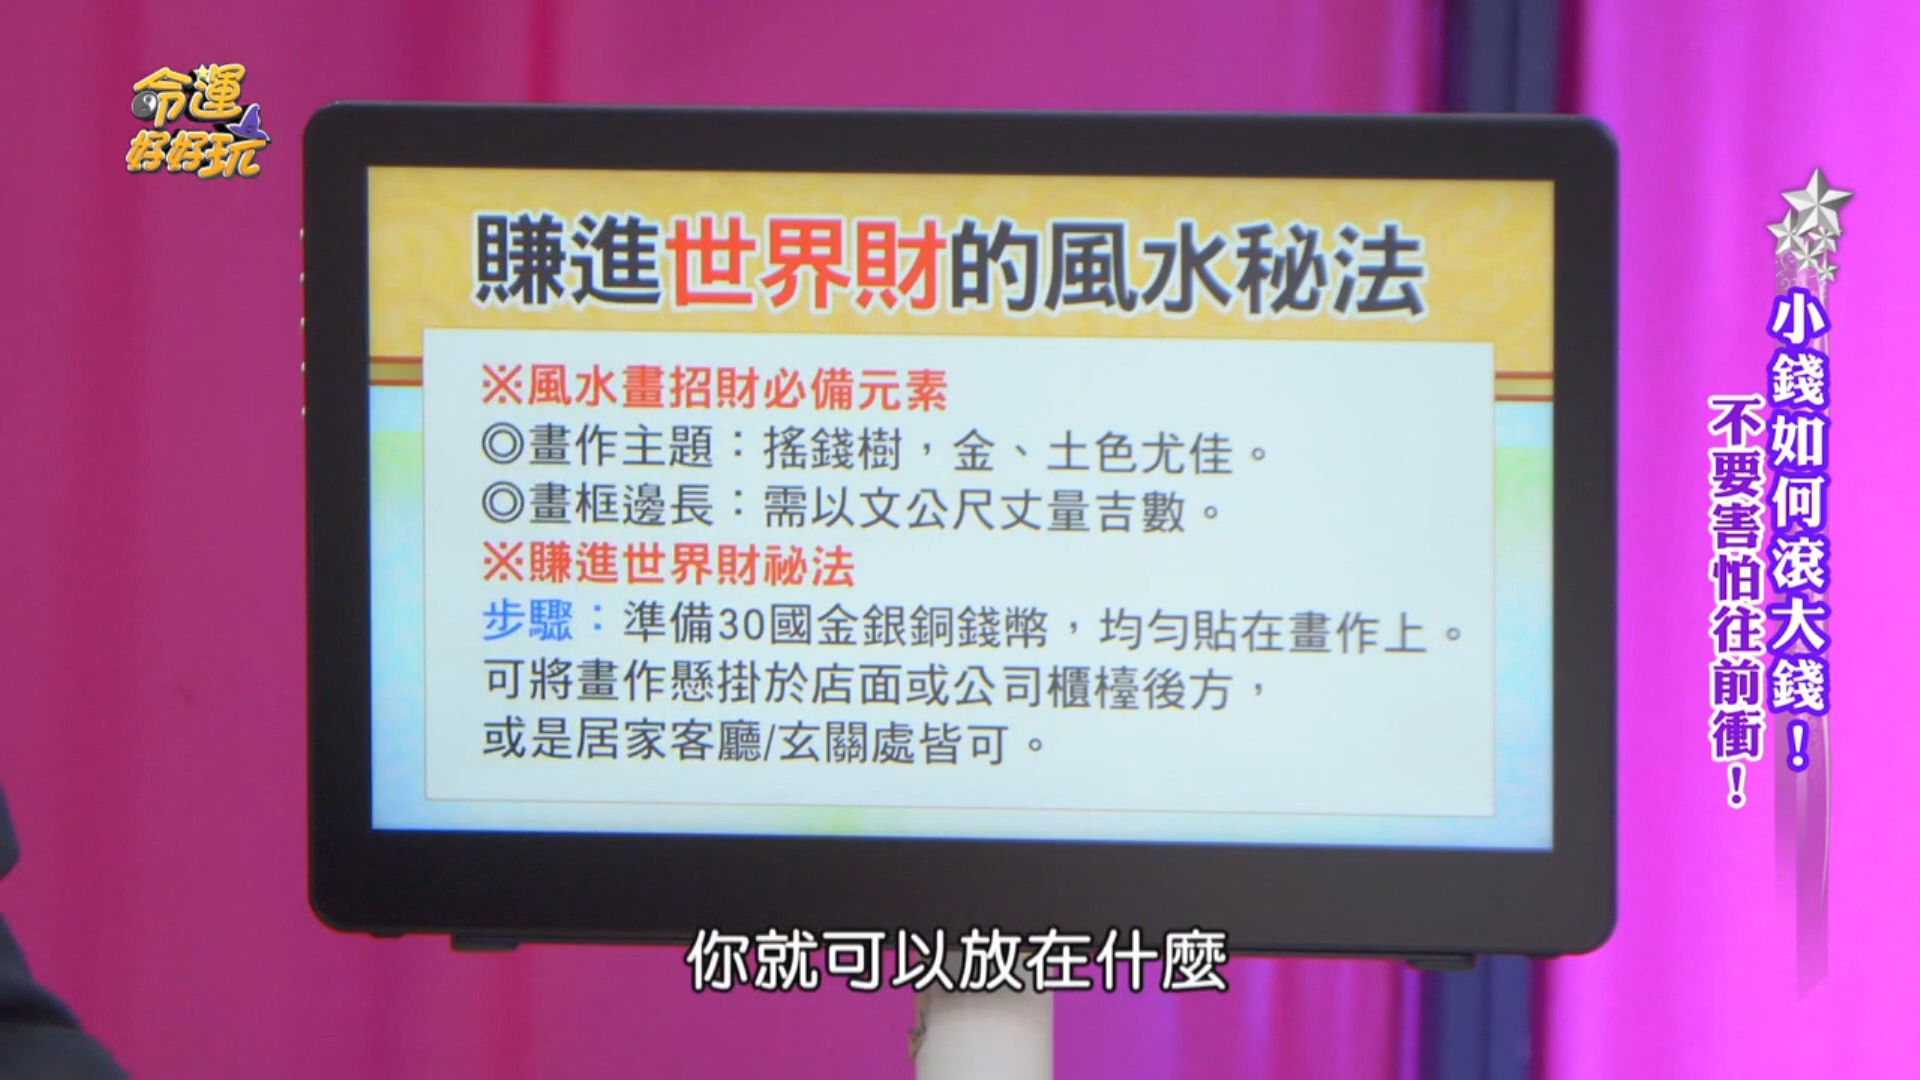 命運
好好玩
賺進世界財的風水秘法
※風水畫招財必備元素
◎畫作主題：搖錢樹，金、土色尤佳。
◎畫框邊長：需以文公尺丈量吉數。
※賺進世界財祕法
步驟：準備30國金銀銅錢幣，均勻貼在畫作上。
可將畫作懸掛於店面或公司櫃檯後方，
或是居家客廳/玄關處皆可。
小錢如何滾大錢！
不要害怕往前衝！
你就可以放在什麼